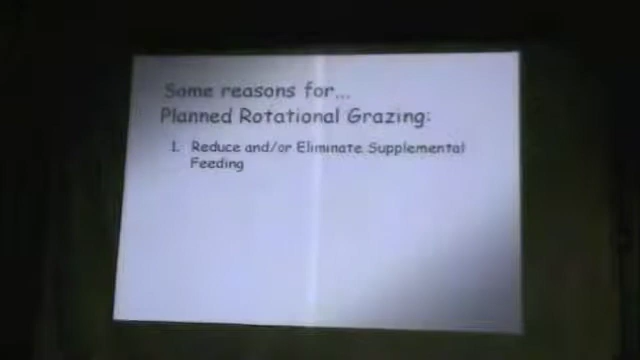 Some reasons for...
Planned Rotational Grazing:
1. Reduce and/or Eliminate Supplemental
Feeding